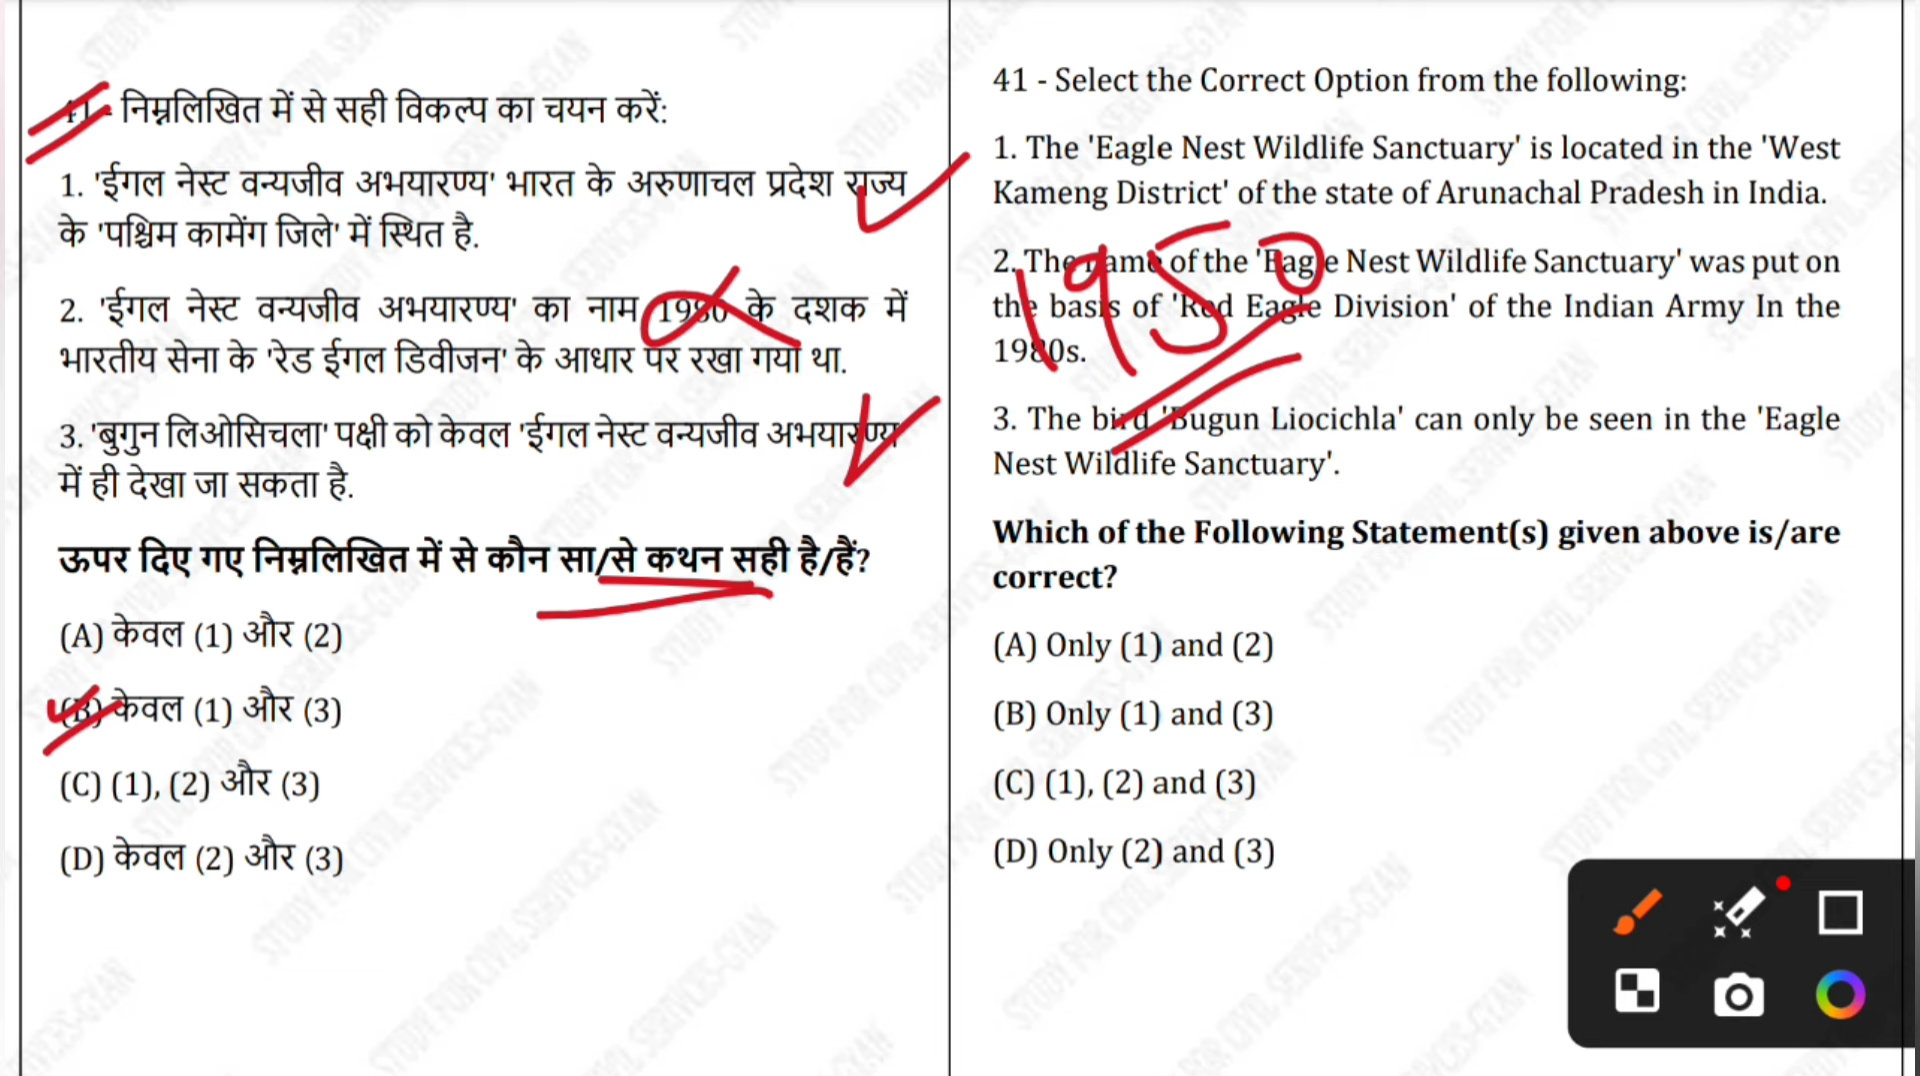 41 - निम्नलिखित में से सही विकल्प का चयन करें:
1. 'ईगल नेस्ट वन्यजीव अभयारण्य' भारत के अरुणाचल प्रदेश राज्य
के 'पश्चिम कामेंग जिले' में स्थित है.
2. 'ईगल नेस्ट वन्यजीव अभयारण्य' का नाम 1980 के दशक में
भारतीय सेना के 'रेड ईगल डिवीजन' के आधार पर रखा गया था.
3. 'बुगुन लिओसिचला' पक्षी को केवल 'ईगल नेस्ट वन्यजीव अभयारण्य
में ही देखा जा सकता है.
ऊपर दिए गए निम्नलिखित में से कौन सा/से कथन सही है/हैं?
(A) केवल (1) और (2)
(B) केवल (1) और (3)
(C) (1), (2) और (3)
(D) केवल (2) और (3)
41 - Select the Correct Option from the following:
1. The 'Eagle Nest Wildlife Sanctuary' is located in the 'West
Kameng District' of the state of Arunachal Pradesh in India.
2. The name of the 'Eagle Nest Wildlife Sanctuary' was put on
the basis of 'Red Eagle Division' of the Indian Army In the
1980s.
1950
3. The bird 'Bugun Liocichla' can only be seen in the 'Eagle
Nest Wildlife Sanctuary'.
Which of the Following Statement(s) given above is/are
correct?
(A) Only (1) and (2)
(B) Only (1) and (3)
(C) (1), (2) and (3)
(D) Only (2) and (3)